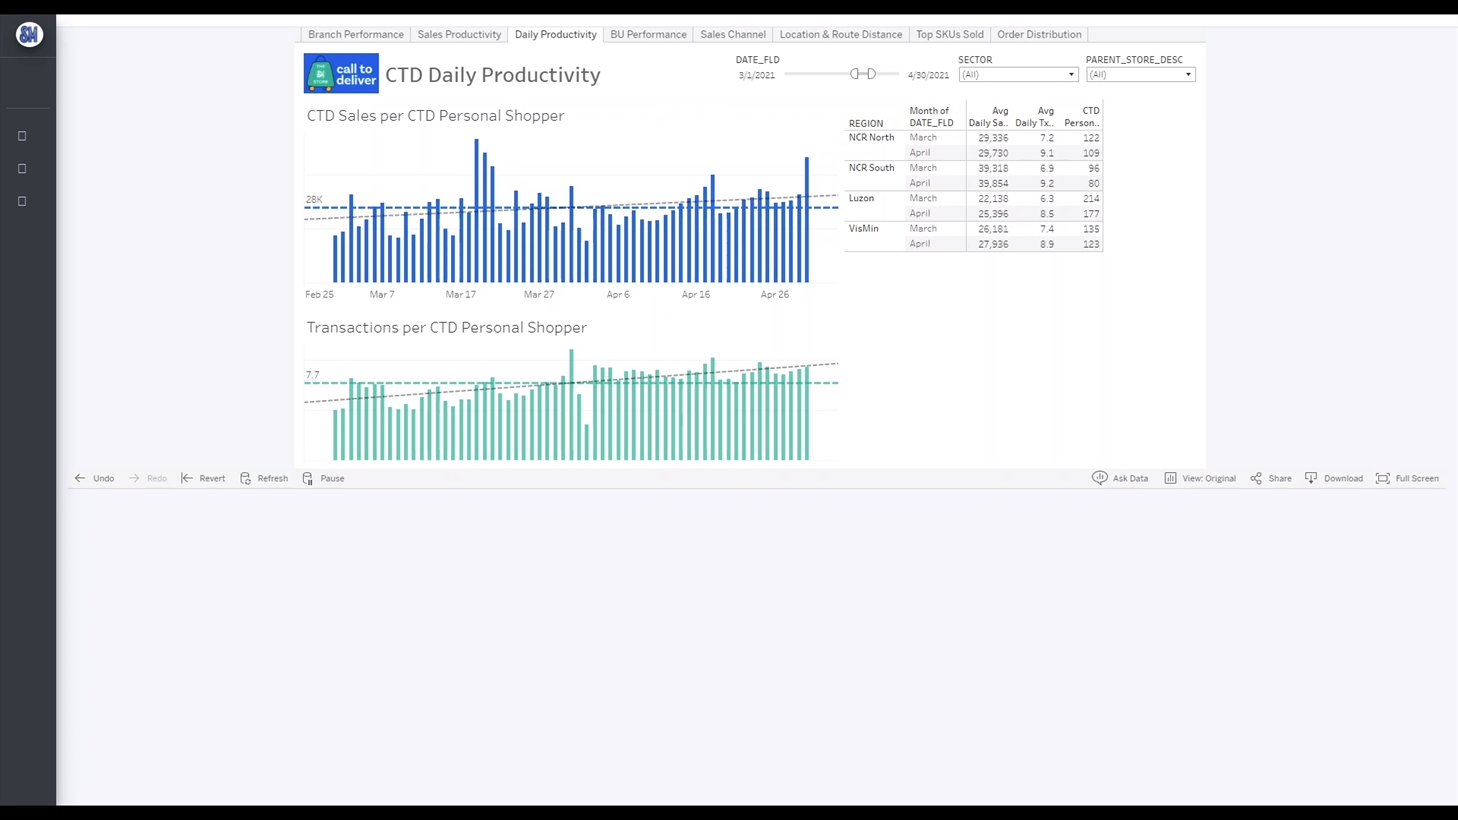 SM
Branch Performance
Sales Productivity
Daily Productivity
BU Performance
Sales Channel
Location & Route Distance
Top SKUs Sold
Order Distribution
THE SM STORE
call to deliver
CTD Daily Productivity
DATE_FLD
3/1/2021
4/30/2021
SECTOR
(All)
PARENT_STORE_DESC
(All)
CTD Sales per CTD Personal Shopper
28K
Feb 25 Mar 7 Mar 17 Mar 27 Apr 6 Apr 16 Apr 26
Month of Avg Avg CTD
REGION DATE_FLD Daily Sa.. Daily Tx.. Person..
NCR North March 29,336 7.2 122
April 29,730 9.1 109
NCR South March 39,318 6.9 96
April 39,854 9.2 80
Luzon March 22,138 6.3 214
April 25,396 8.5 177
VisMin March 26,181 7.4 135
April 27,936 8.9 123
Transactions per CTD Personal Shopper
7.7
Undo Redo Revert Refresh Pause
Ask Data View: Original Share Download Full Screen